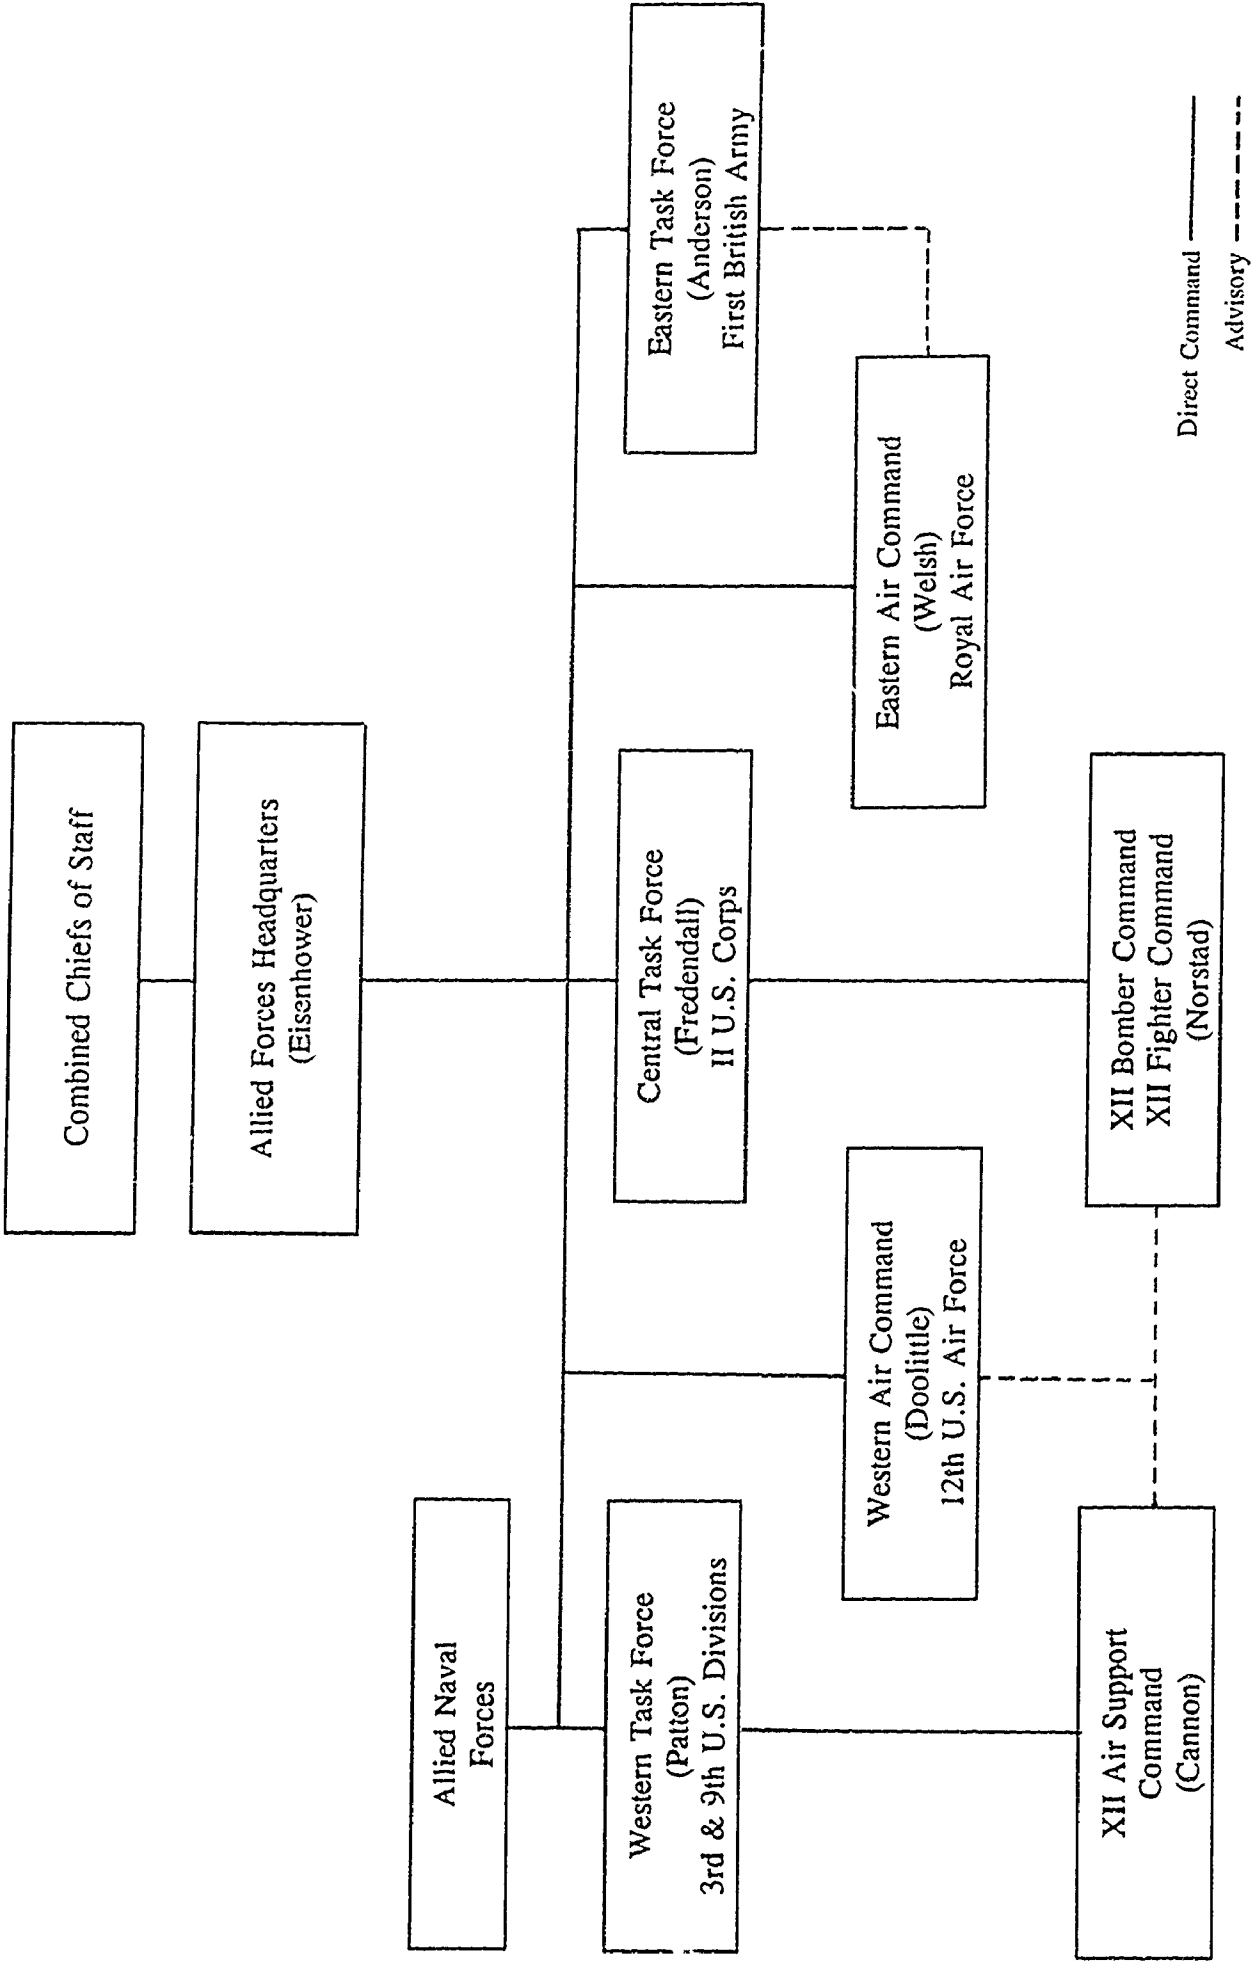 Combined Chiefs of Staff
Allied Forces Headquarters
(Eisenhower)
Allied Naval
Forces
Western Task Force
(Patton)
3rd & 9th U.S. Divisions
Central Task Force
(Fredendall)
II U.S. Corps
Eastern Task Force
(Anderson)
First British Army
Western Air Command
(Doolittle)
12th U.S. Air Force
Eastern Air Command
(Welsh)
Royal Air Force
XII Air Support
Command
(Cannon)
XII Bomber Command
XII Fighter Command
(Norstad)
Direct Command
Advisory